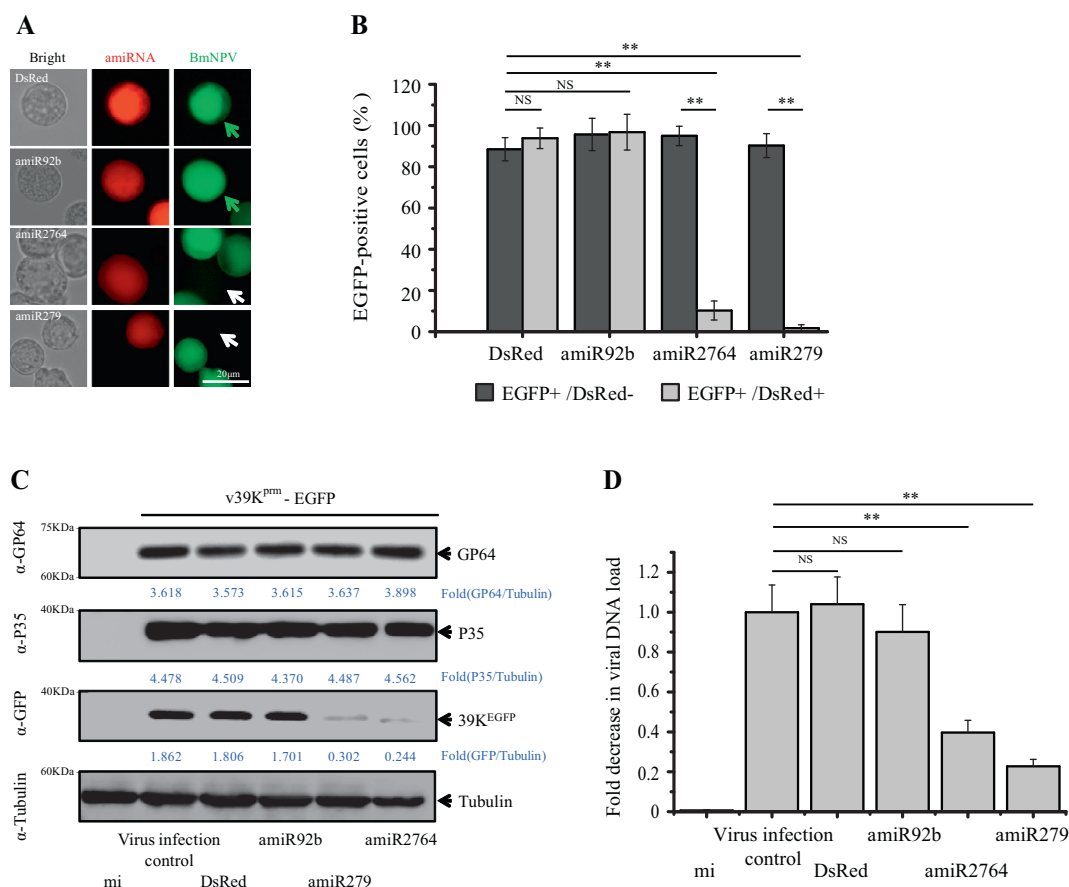 A
Bright amiRNA BmNPV
DsRed
amiR92b
amiR2764
amiR279
20μm
B
**
**
NS
NS ** **
EGFP-positive cells (%)
120
100
80
60
40
20
0
DsRed amiR92b amiR2764 amiR279
EGFP+ /DsRed- EGFP+ /DsRed+
C
v39Kprm - EGFP
α-GP64
75KDa
GP64
60KDa
3.618 3.573 3.615 3.637 3.898 Fold(GP64/Tubulin)
α-P35
40KDa
P35
4.478 4.509 4.370 4.487 4.562 Fold(P35/Tubulin)
α-GFP
40KDa
39KEGFP
1.862 1.806 1.701 0.302 0.244 Fold(GFP/Tubulin)
α-Tubulin
60KDa
Tubulin
Virus infection amiR92b amiR2764
control
mi DsRed amiR279
D
**
**
NS
NS
Fold decrease in viral DNA load
1.2
1.0
0.8
0.6
0.4
0.2
0
Virus infection amiR92b amiR279
control
mi DsRed amiR2764